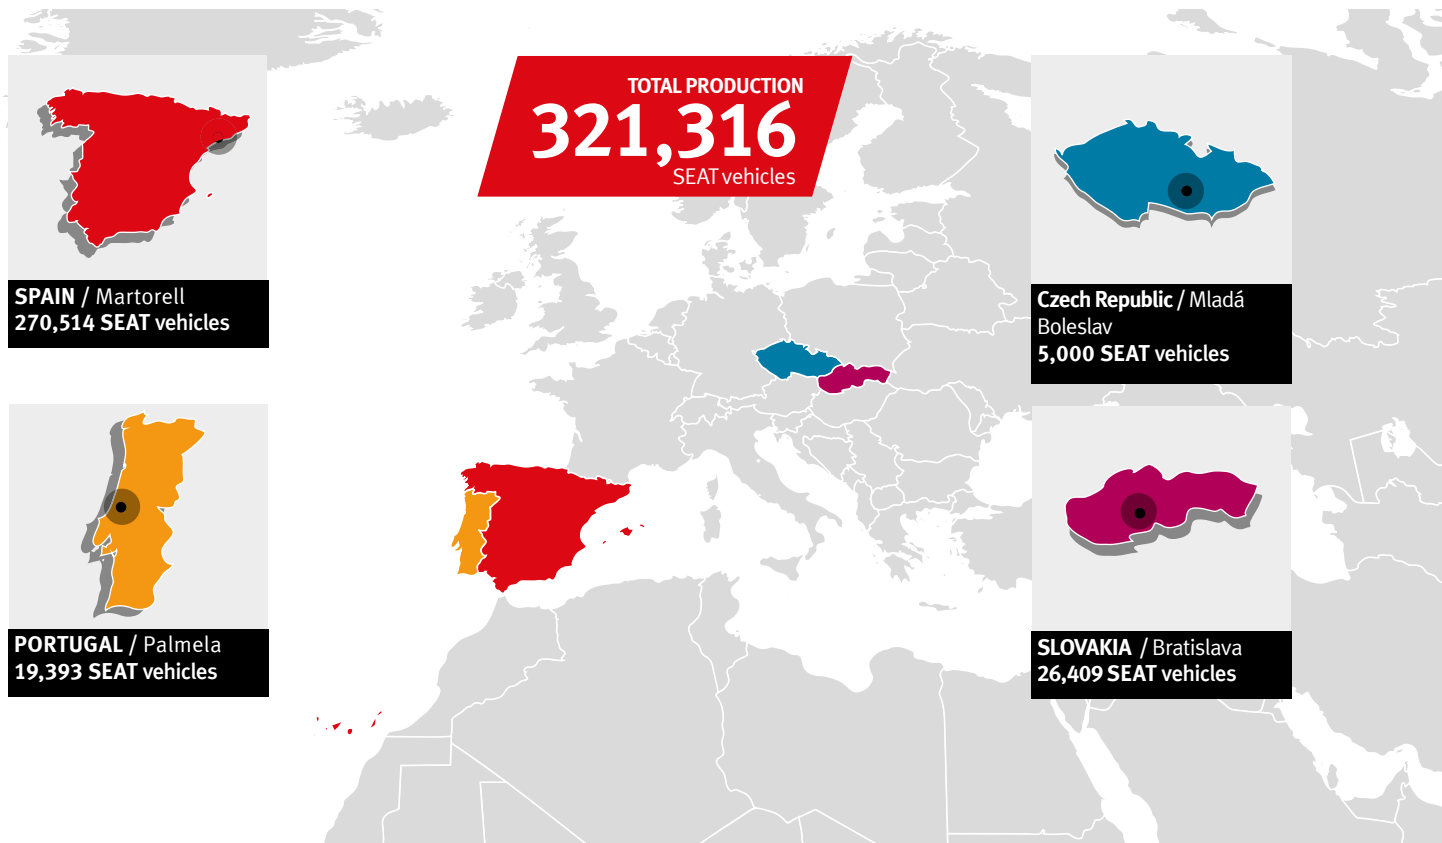 TOTAL PRODUCTION
321,316
SEAT vehicles
SPAIN / Martorell
270,514 SEAT vehicles
Czech Republic / Mladá
Boleslav
5,000 SEAT vehicles
PORTUGAL / Palmela
19,393 SEAT vehicles
SLOVAKIA / Bratislava
26,409 SEAT vehicles